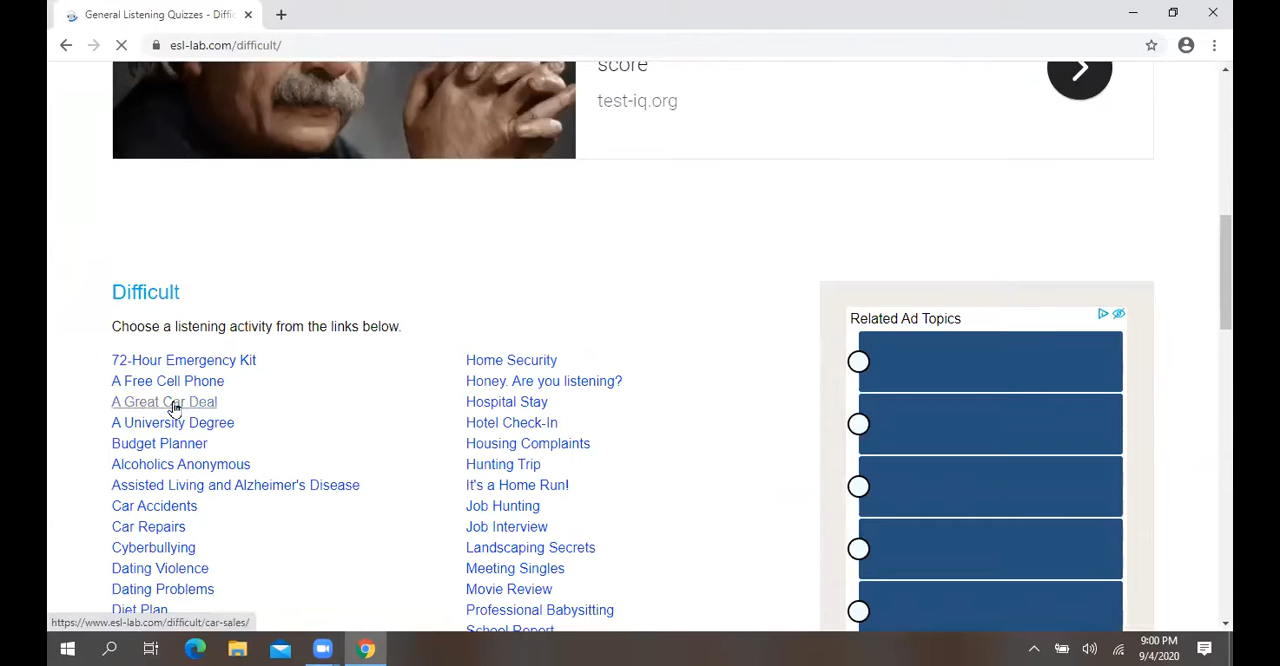 General Listening Quizzes - Diffic
esl-lab.com/difficult/
score
test-iq.org
Difficult
Choose a listening activity from the links below.
72-Hour Emergency Kit
A Free Cell Phone
A Great Car Deal
A University Degree
Budget Planner
Alcoholics Anonymous
Assisted Living and Alzheimer's Disease
Car Accidents
Car Repairs
Cyberbullying
Dating Violence
Dating Problems
Diet Plan
Home Security
Honey. Are you listening?
Hospital Stay
Hotel Check-In
Housing Complaints
Hunting Trip
It's a Home Run!
Job Hunting
Job Interview
Landscaping Secrets
Meeting Singles
Movie Review
Professional Babysitting
School Report
Related Ad Topics
https://www.esl-lab.com/difficult/car-sales/
9:00 PM
9/4/2020